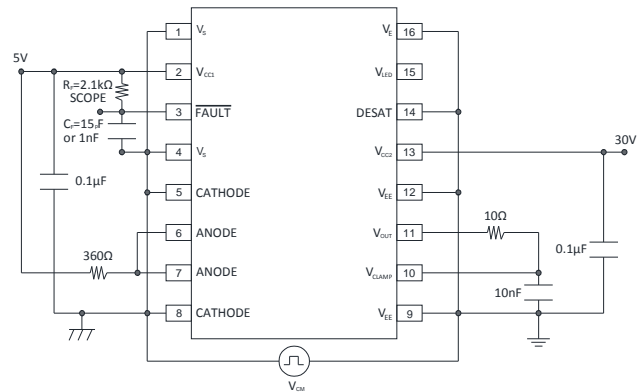 1 V_S V_E 16
5V
2 V_CC1 V_LED 15
R_F=2.1kΩ
SCOPE
3 FAULT DESAT 14
C_F=15pF
or 1nF
4 V_S V_CC2 13
30V
5 CATHODE V_EE 12
0.1µF
6 ANODE V_OUT 11
10Ω
0.1µF
360Ω
7 ANODE V_CLAMP 10
10nF
8 CATHODE V_EE 9
V_CM